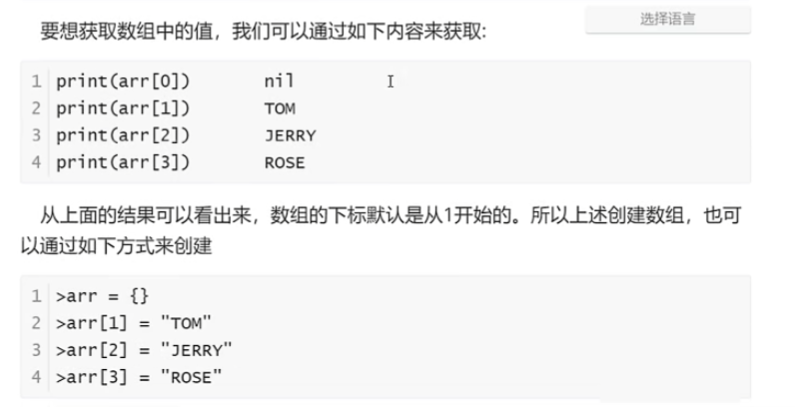 选择语言
要想获取数组中的值，我们可以通过如下内容来获取:
1 print(arr[0]) nil
2 print(arr[1]) TOM
3 print(arr[2]) JERRY
4 print(arr[3]) ROSE
从上面的结果可以看出来，数组的下标默认是从1开始的。所以上述创建数组，也可
以通过如下方式来创建
1 >arr = {}
2 >arr[1] = "TOM"
3 >arr[2] = "JERRY"
4 >arr[3] = "ROSE"